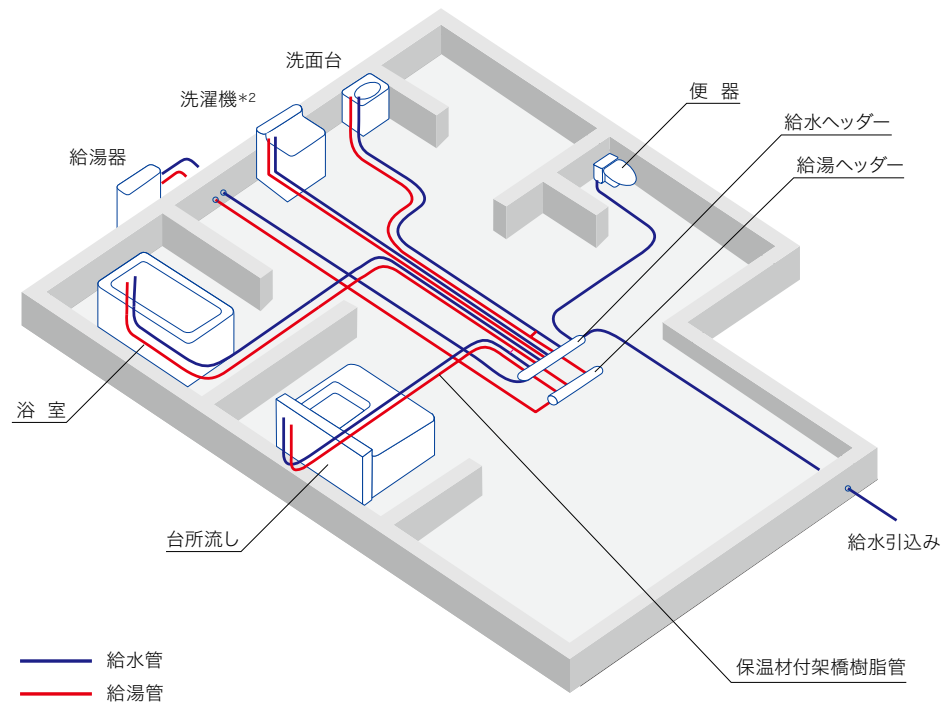 洗面台
洗濯機*2
便 器
給水ヘッダー
給湯器
給湯ヘッダー
浴 室
台所流し
給水引込み
給水管
保温材付架橋樹脂管
給湯管